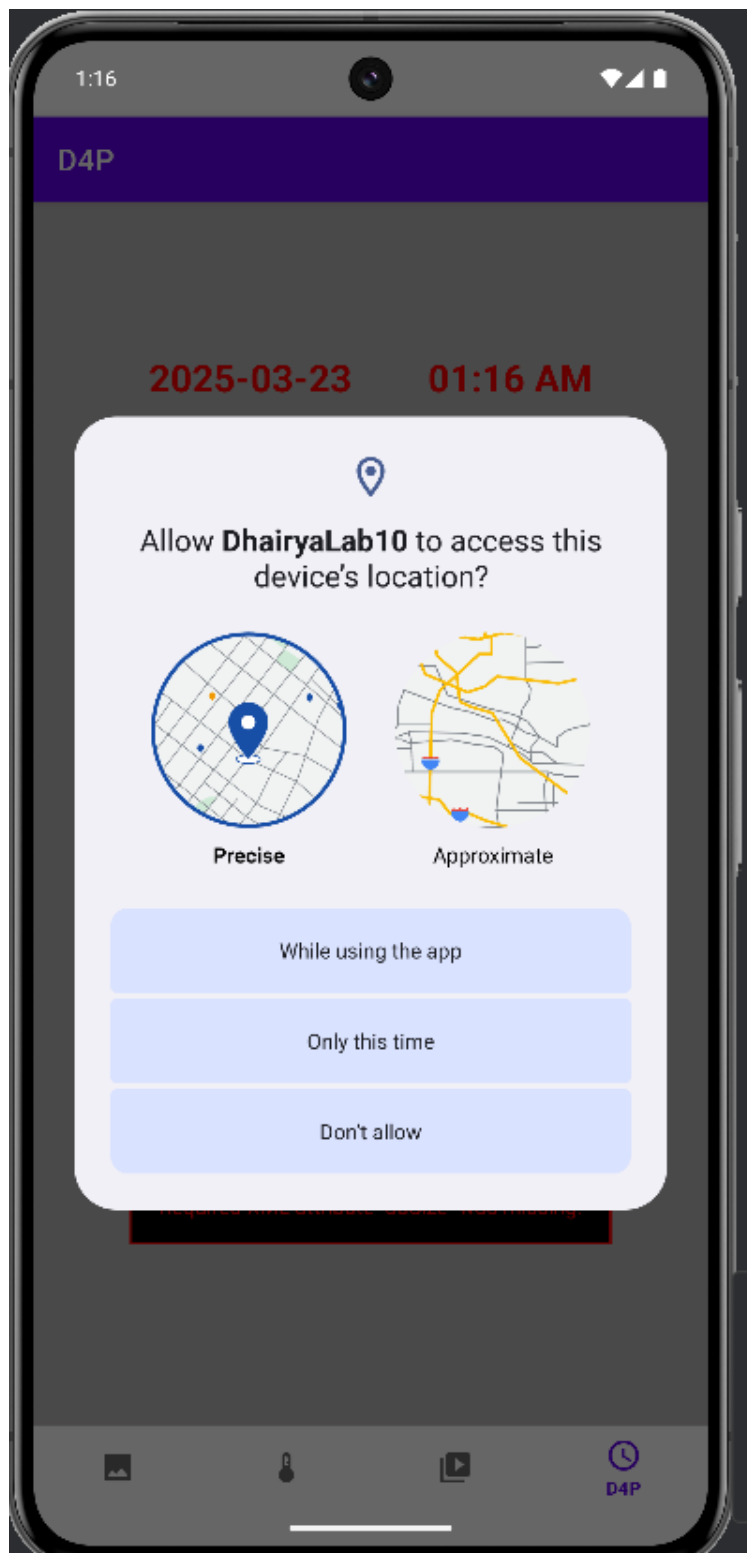 1:16
D4P
2025-03-23 01:16 AM
Allow DhairyaLab10 to access this
device's location?
Precise Approximate
While using the app
Only this time
Don't allow
D4P